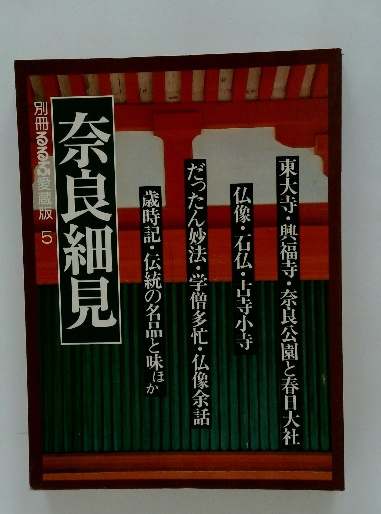 東大寺・興福寺・奈良公園と春日大社
仏像・石仏・古寺小寺
だったん妙法・学僧多忙・仏像余話
歳時記・伝統の名品と味ほか
奈良細見
別冊るるぶ愛蔵版 5